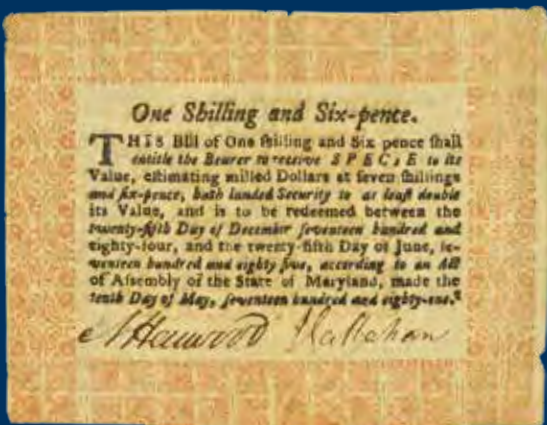 One Shilling and Six-pence.
THIS Bill of One ſhilling and Six pence ſhall
entitle the Bearer to receive SPECIE to its
Value, eſtimating milled Dollars at ſeven ſhillings
and ſix-pence, hath landed Security to at leaſt double
its Value, and is to be redeemed between the
twenty-fifth Day of December ſeventeen hundred and
eighty-four, and the twenty-fifth Day of June, ſe-
venteen hundred and eighty five, according to an Act
of Aſſembly of the State of Maryland, made the
tenth Day of May, ſeventeen hundred and eighty-one.
N Harwood J Callahan